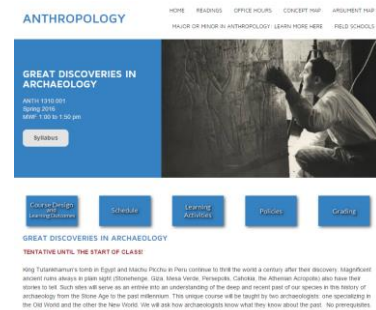 ANTHROPOLOGY
HOME READINGS OFFICE HOURS CONCEPT MAP ARGUMENT MAP
MAJOR OR MINOR IN ANTHROPOLOGY: LEARN MORE HERE FIELD SCHOOLS
GREAT DISCOVERIES IN
ARCHAEOLOGY
ANTH 1310.001
Spring 2016
MWF 1:00 to 1:50 pm
Syllabus
Course Design
and
Learning Outcomes
Schedule
Learning
Activities
Policies
Grading
GREAT DISCOVERIES IN ARCHAEOLOGY
TENTATIVE UNTIL THE START OF CLASS!
King Tutankhamun's tomb in Egypt and Machu Picchu in Peru continue to thrill the world a century after their discovery. Magnificent
ancient ruins always in plain sight (Stonehenge, Giza, Mesa Verde, Persepolis, Cahokia, the Athenian Acropolis) also have their
stories to tell. Such sites will serve as an entrée into an understanding of the deep and recent past of our species in this history of
archaeology from the Stone Age to the past millennium. This unique course will be taught by two archaeologists: one specializing in
the Old World and the other the New World. We will ask how archaeologists know what they know about the past. No prerequisites.